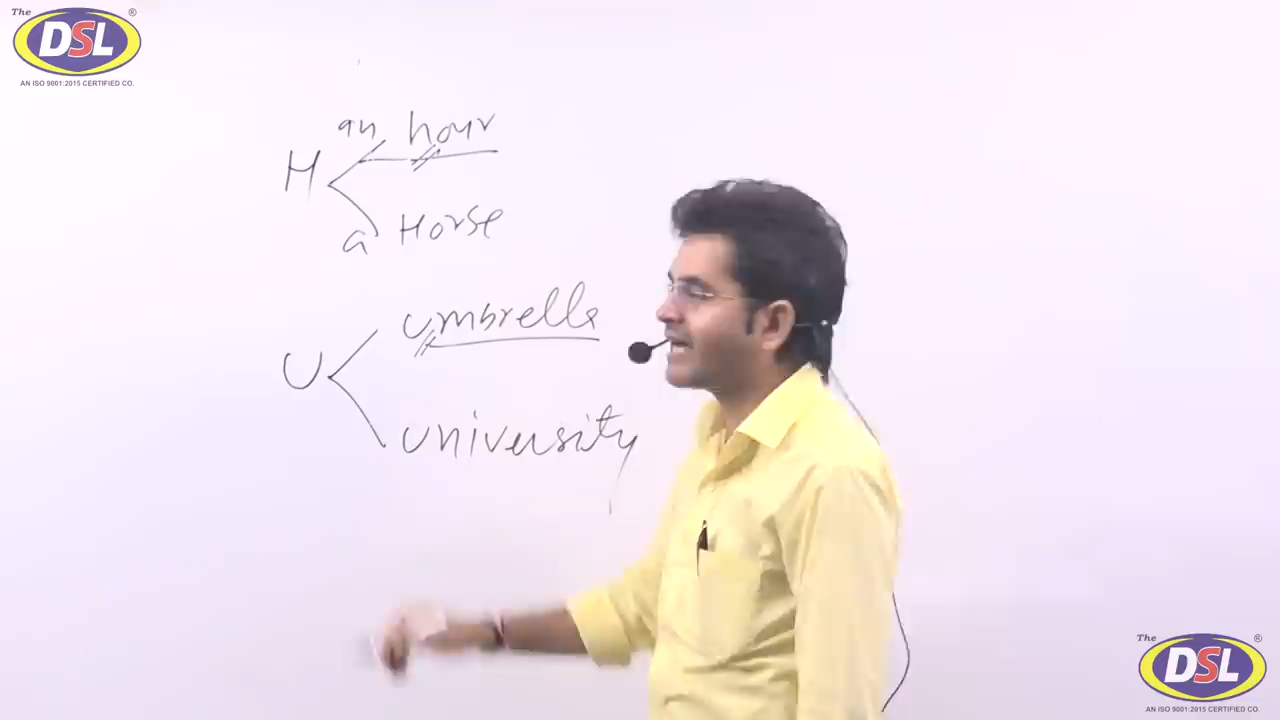 The
DSL
®
AN ISO 9001:2015 CERTIFIED CO.
H
an hour
a Horse
U
umbrella
university
The
DSL
®
AN ISO 9001:2015 CERTIFIED CO.